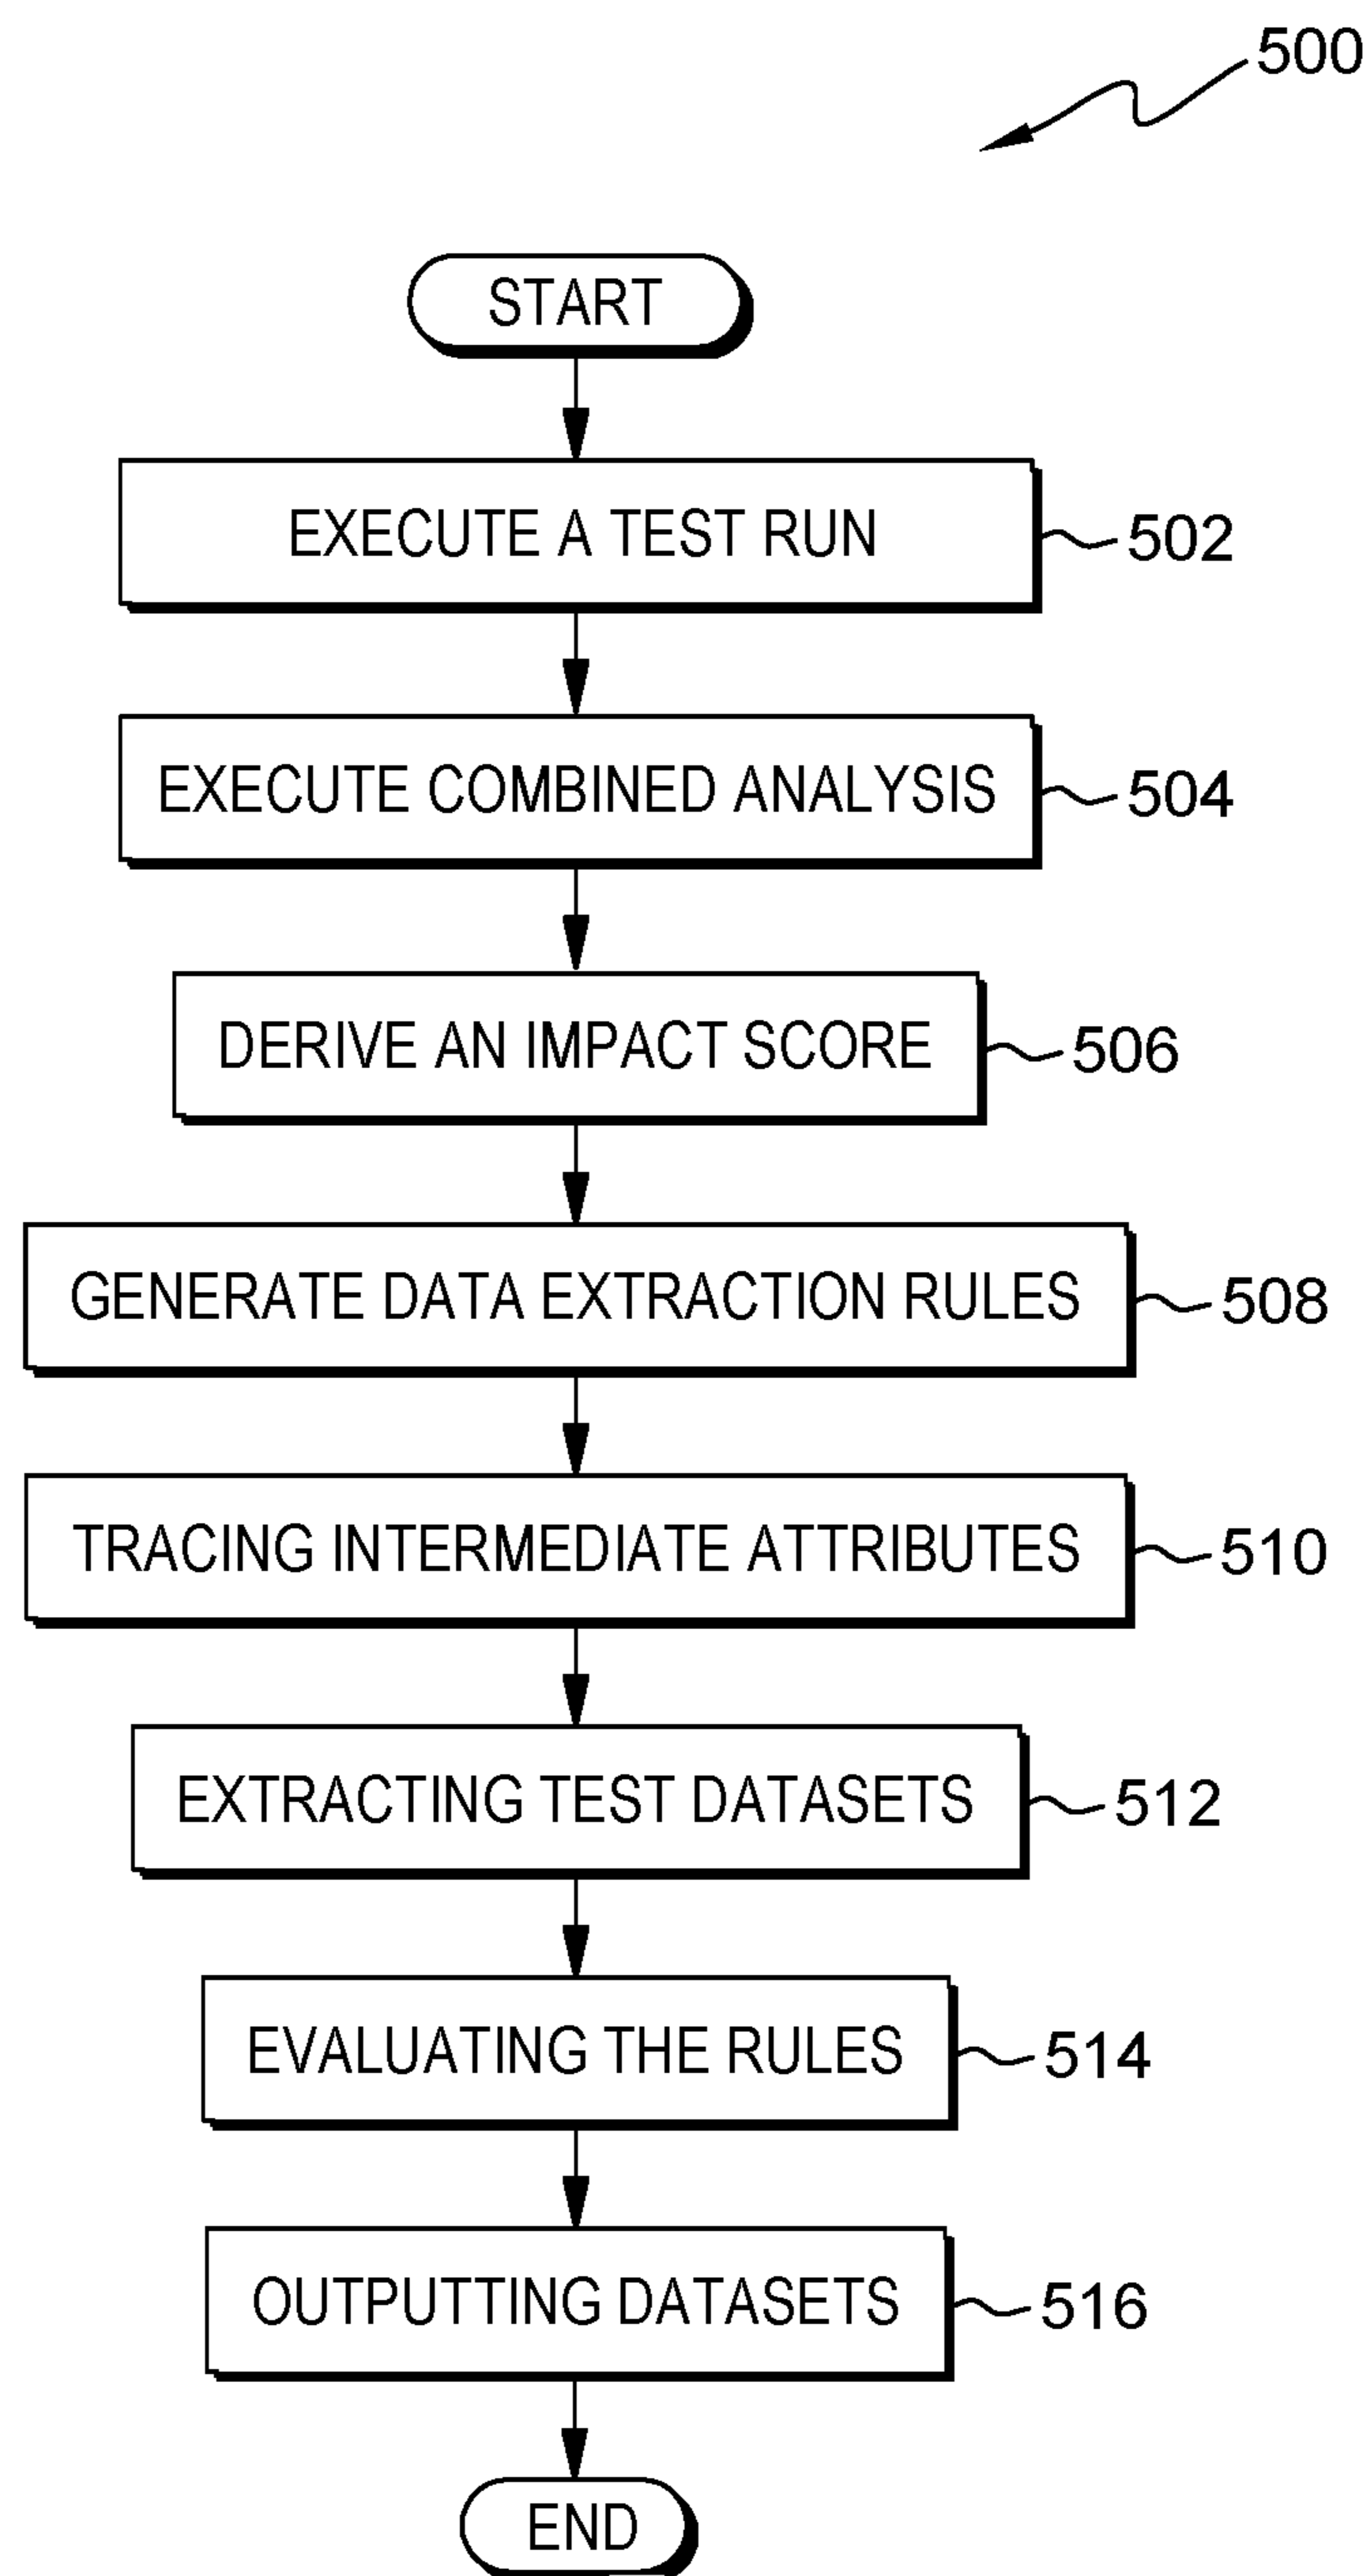 500
START
EXECUTE A TEST RUN
502
EXECUTE COMBINED ANALYSIS
504
DERIVE AN IMPACT SCORE
506
GENERATE DATA EXTRACTION RULES
508
TRACING INTERMEDIATE ATTRIBUTES
510
EXTRACTING TEST DATASETS
512
EVALUATING THE RULES
514
OUTPUTTING DATASETS
516
END